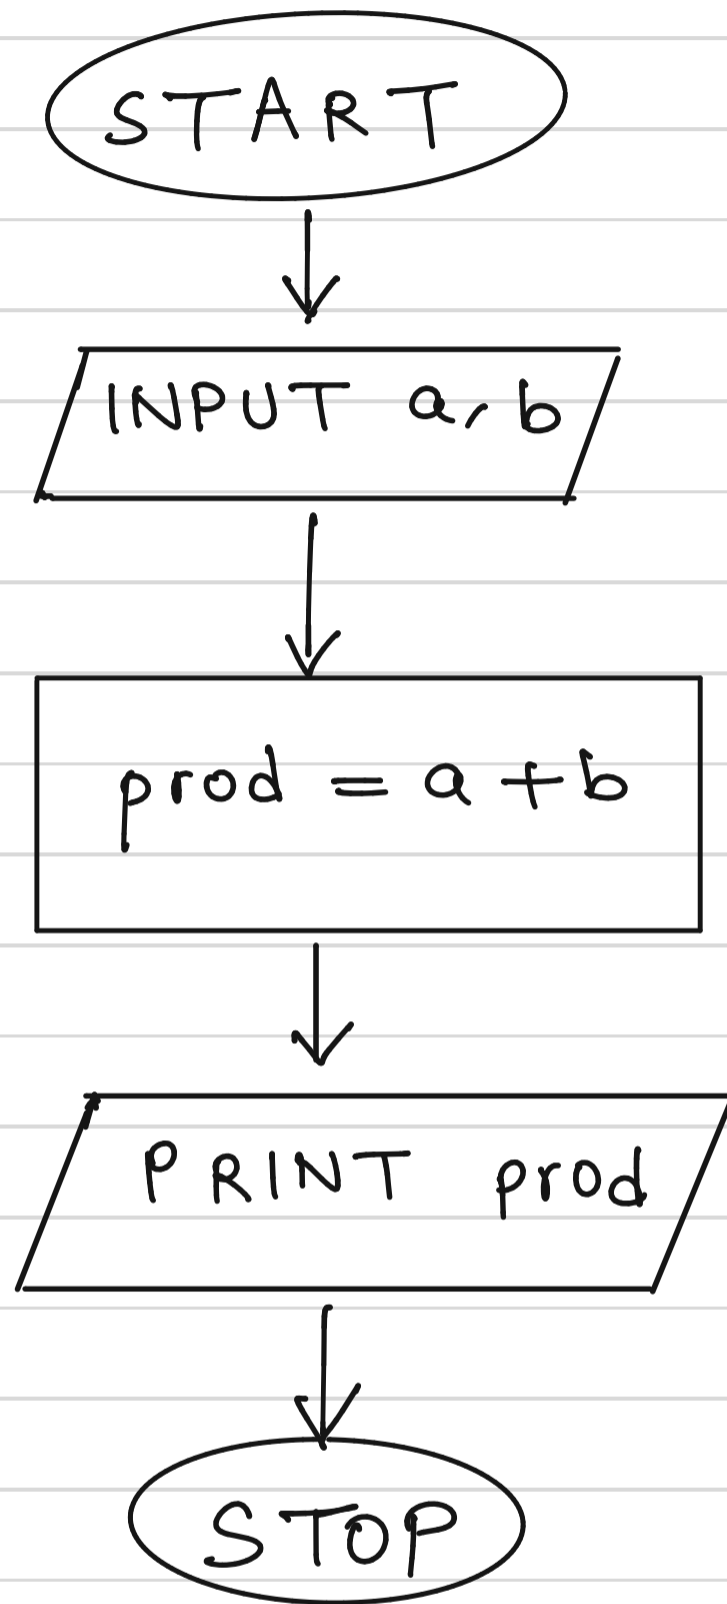 START
INPUT a, b
prod = a + b
PRINT prod
STOP